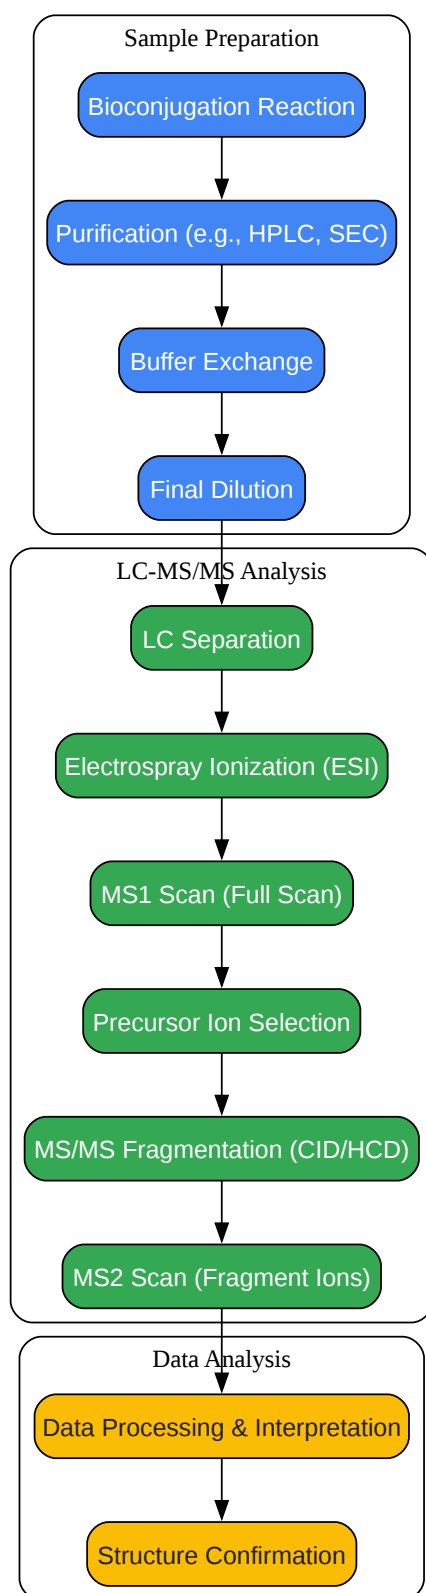 Sample Preparation
Bioconjugation Reaction
Purification (e.g., HPLC, SEC)
Buffer Exchange
Final Dilution
LC-MS/MS Analysis
LC Separation
Electrospray Ionization (ESI)
MS1 Scan (Full Scan)
Precursor Ion Selection
MS/MS Fragmentation (CID/HCD)
MS2 Scan (Fragment Ions)
Data Analysis
Data Processing & Interpretation
Structure Confirmation